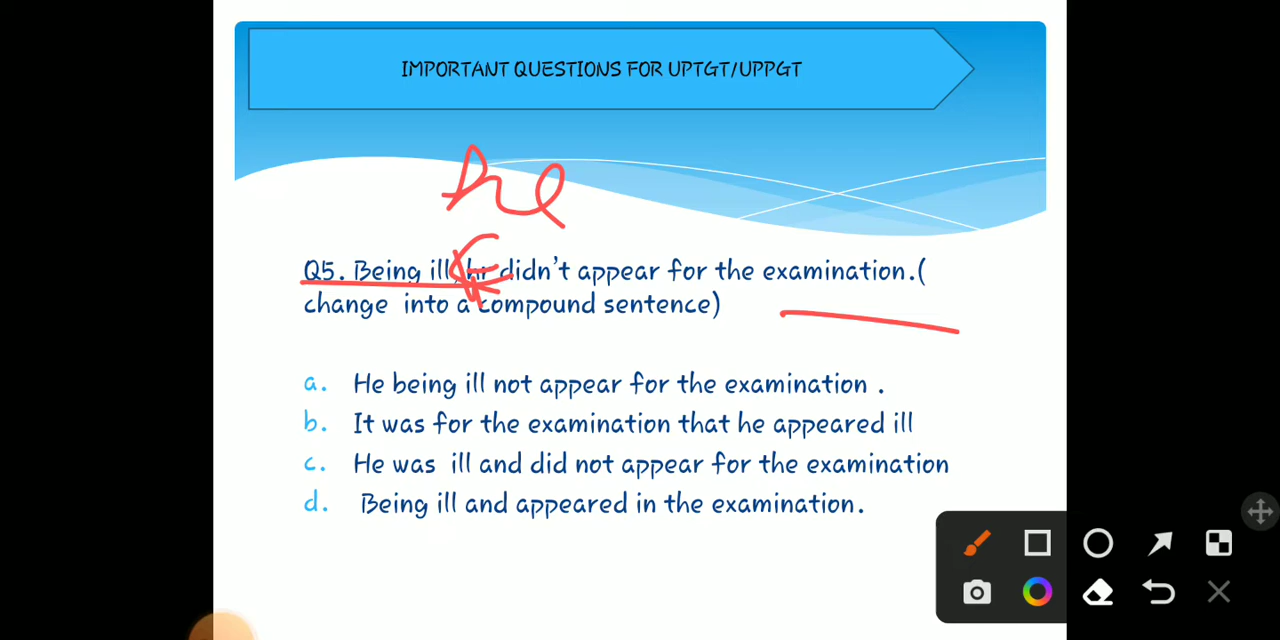 IMPORTANT QUESTIONS FOR UPTGT/UPPGT
he
Q5. Being ill, hr didn't appear for the examination.(
change into a compound sentence)
a. He being ill not appear for the examination .
b. It was for the examination that he appeared ill
c. He was ill and did not appear for the examination
d. Being ill and appeared in the examination.